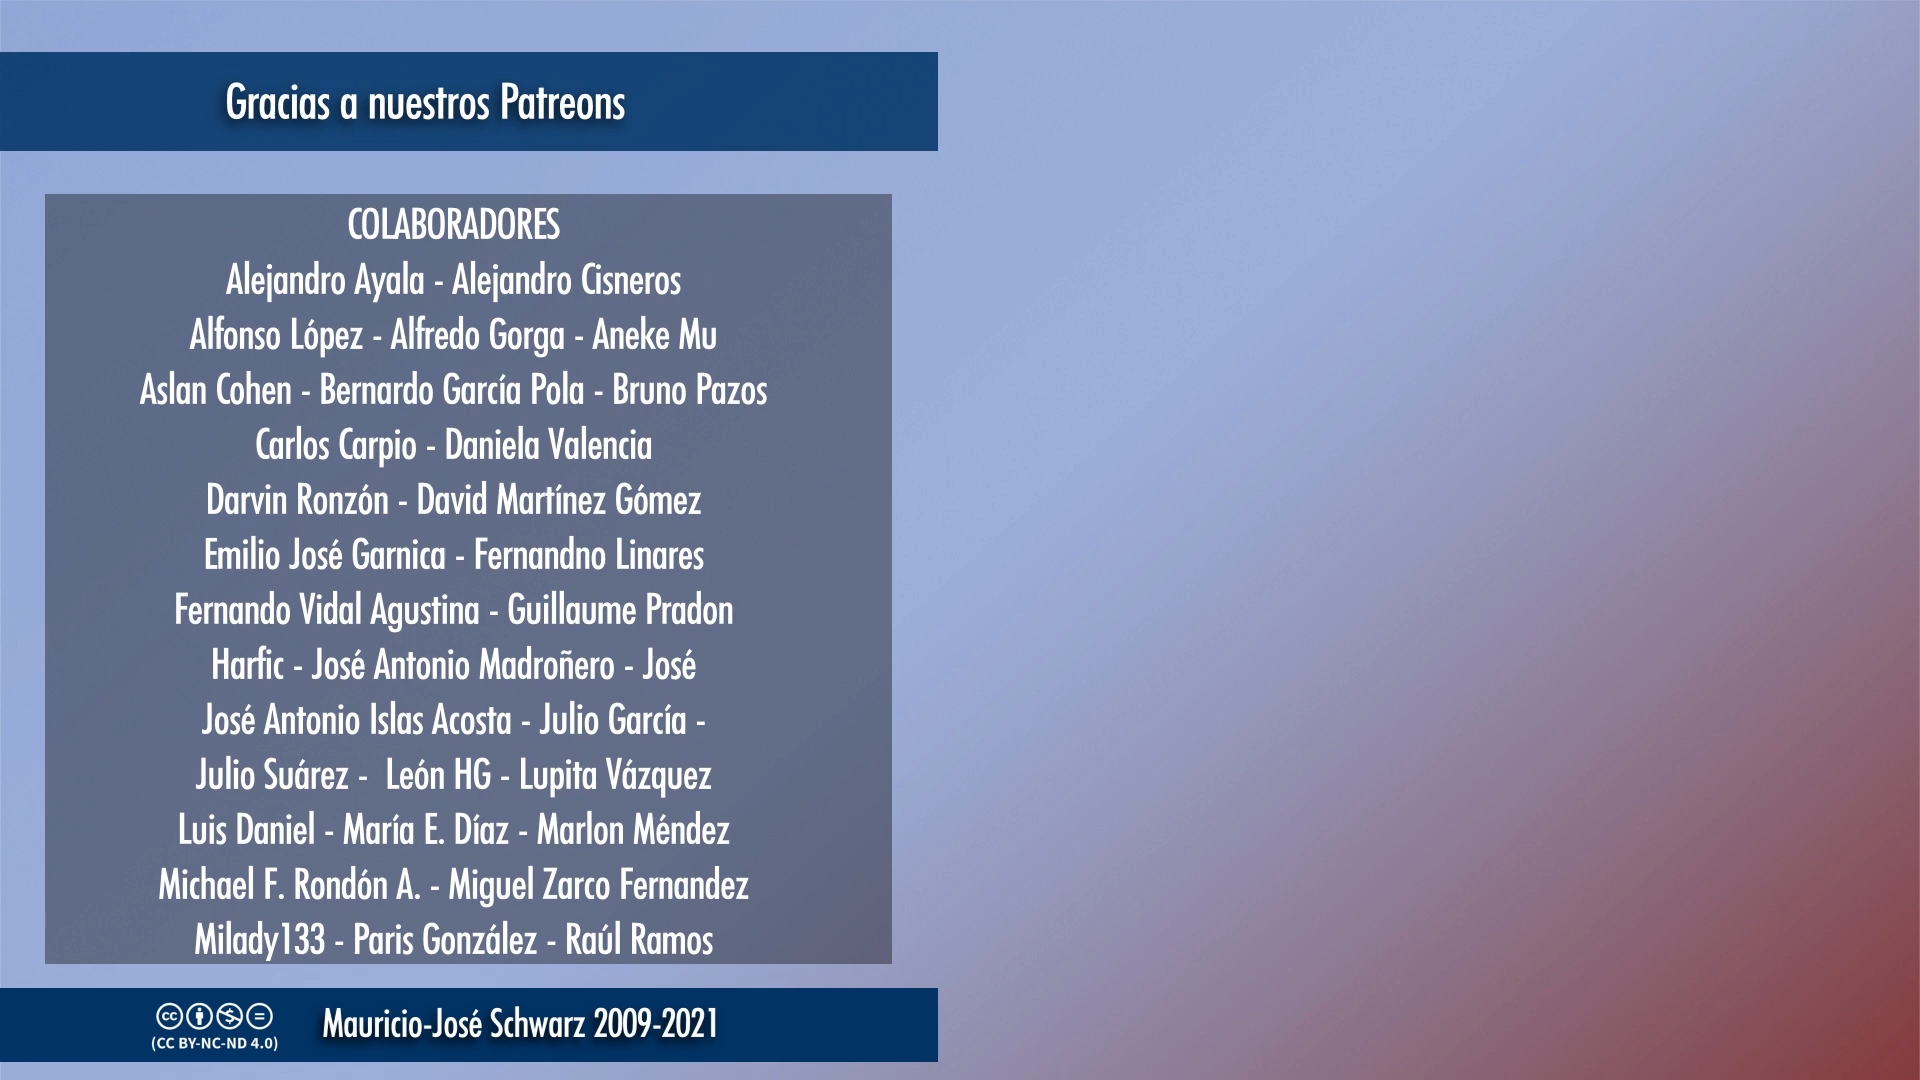 Gracias a nuestros Patreons
COLABORADORES
Alejandro Ayala - Alejandro Cisneros
Alfonso López - Alfredo Gorga - Aneke Mu
Aslan Cohen - Bernardo García Pola - Bruno Pazos
Carlos Carpio - Daniela Valencia
Darvin Ronzón - David Martínez Gómez
Emilio José Garnica - Fernandno Linares
Fernando Vidal Agustina - Guillaume Pradon
Harfic - José Antonio Madroñero - José
José Antonio Islas Acosta - Julio García -
Julio Suárez -  León HG - Lupita Vázquez
Luis Daniel - María E. Díaz - Marlon Méndez
Michael F. Rondón A. - Miguel Zarco Fernandez
Milady133 - Paris González - Raúl Ramos
(CC BY-NC-ND 4.0)
Mauricio-José Schwarz 2009-2021